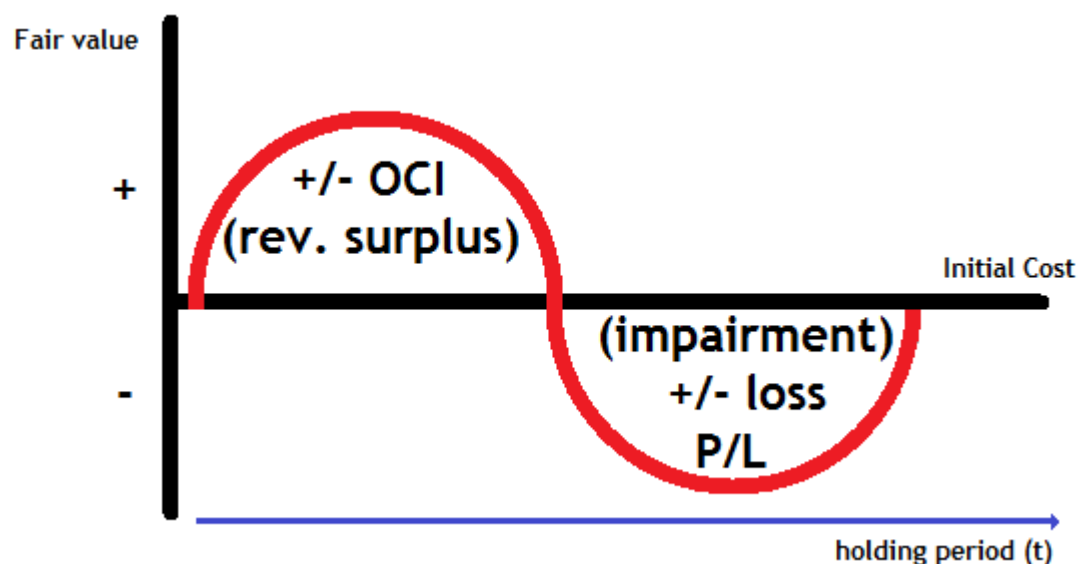 Fair value
+
+/- OCI
(rev. surplus)
Initial Cost
(impairment)
-
+/- loss
P/L
holding period (t)